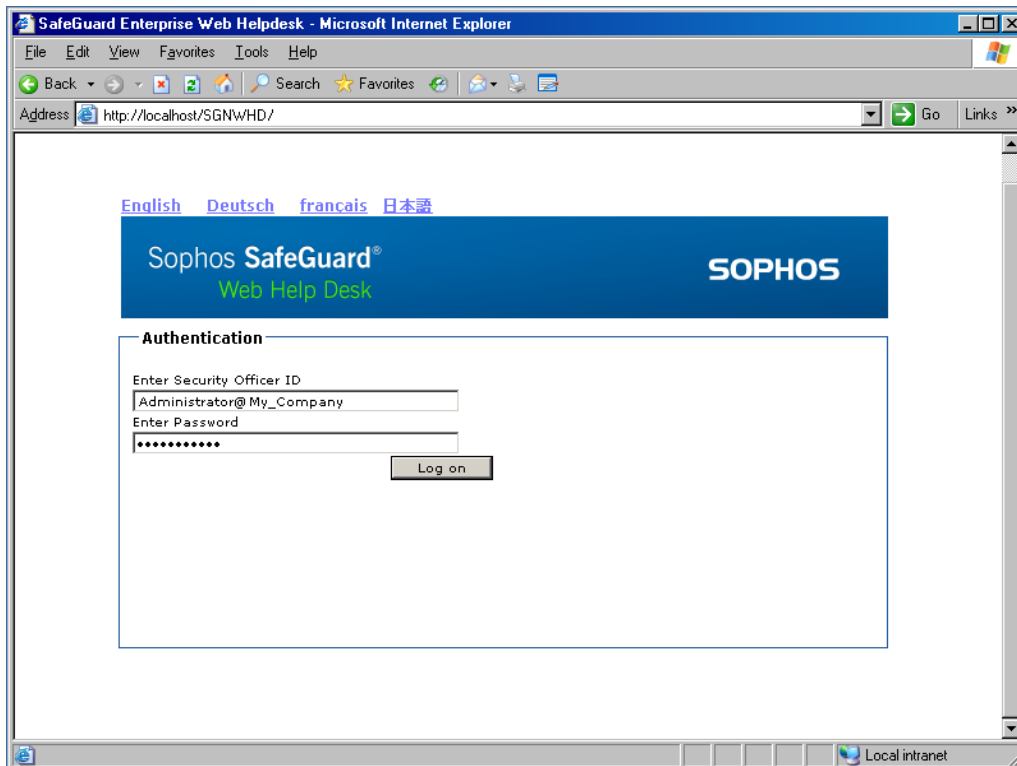 SafeGuard Enterprise Web Helpdesk - Microsoft Internet Explorer
File Edit View Favorites Tools Help
Back Search Favorites
Address http://localhost/SGNWHD/ Go Links »
English Deutsch français 日本語
Sophos SafeGuard®
Web Help Desk
SOPHOS
Authentication
Enter Security Officer ID
Administrator@My_Company
Enter Password
•••••••••••
Log on
Local intranet